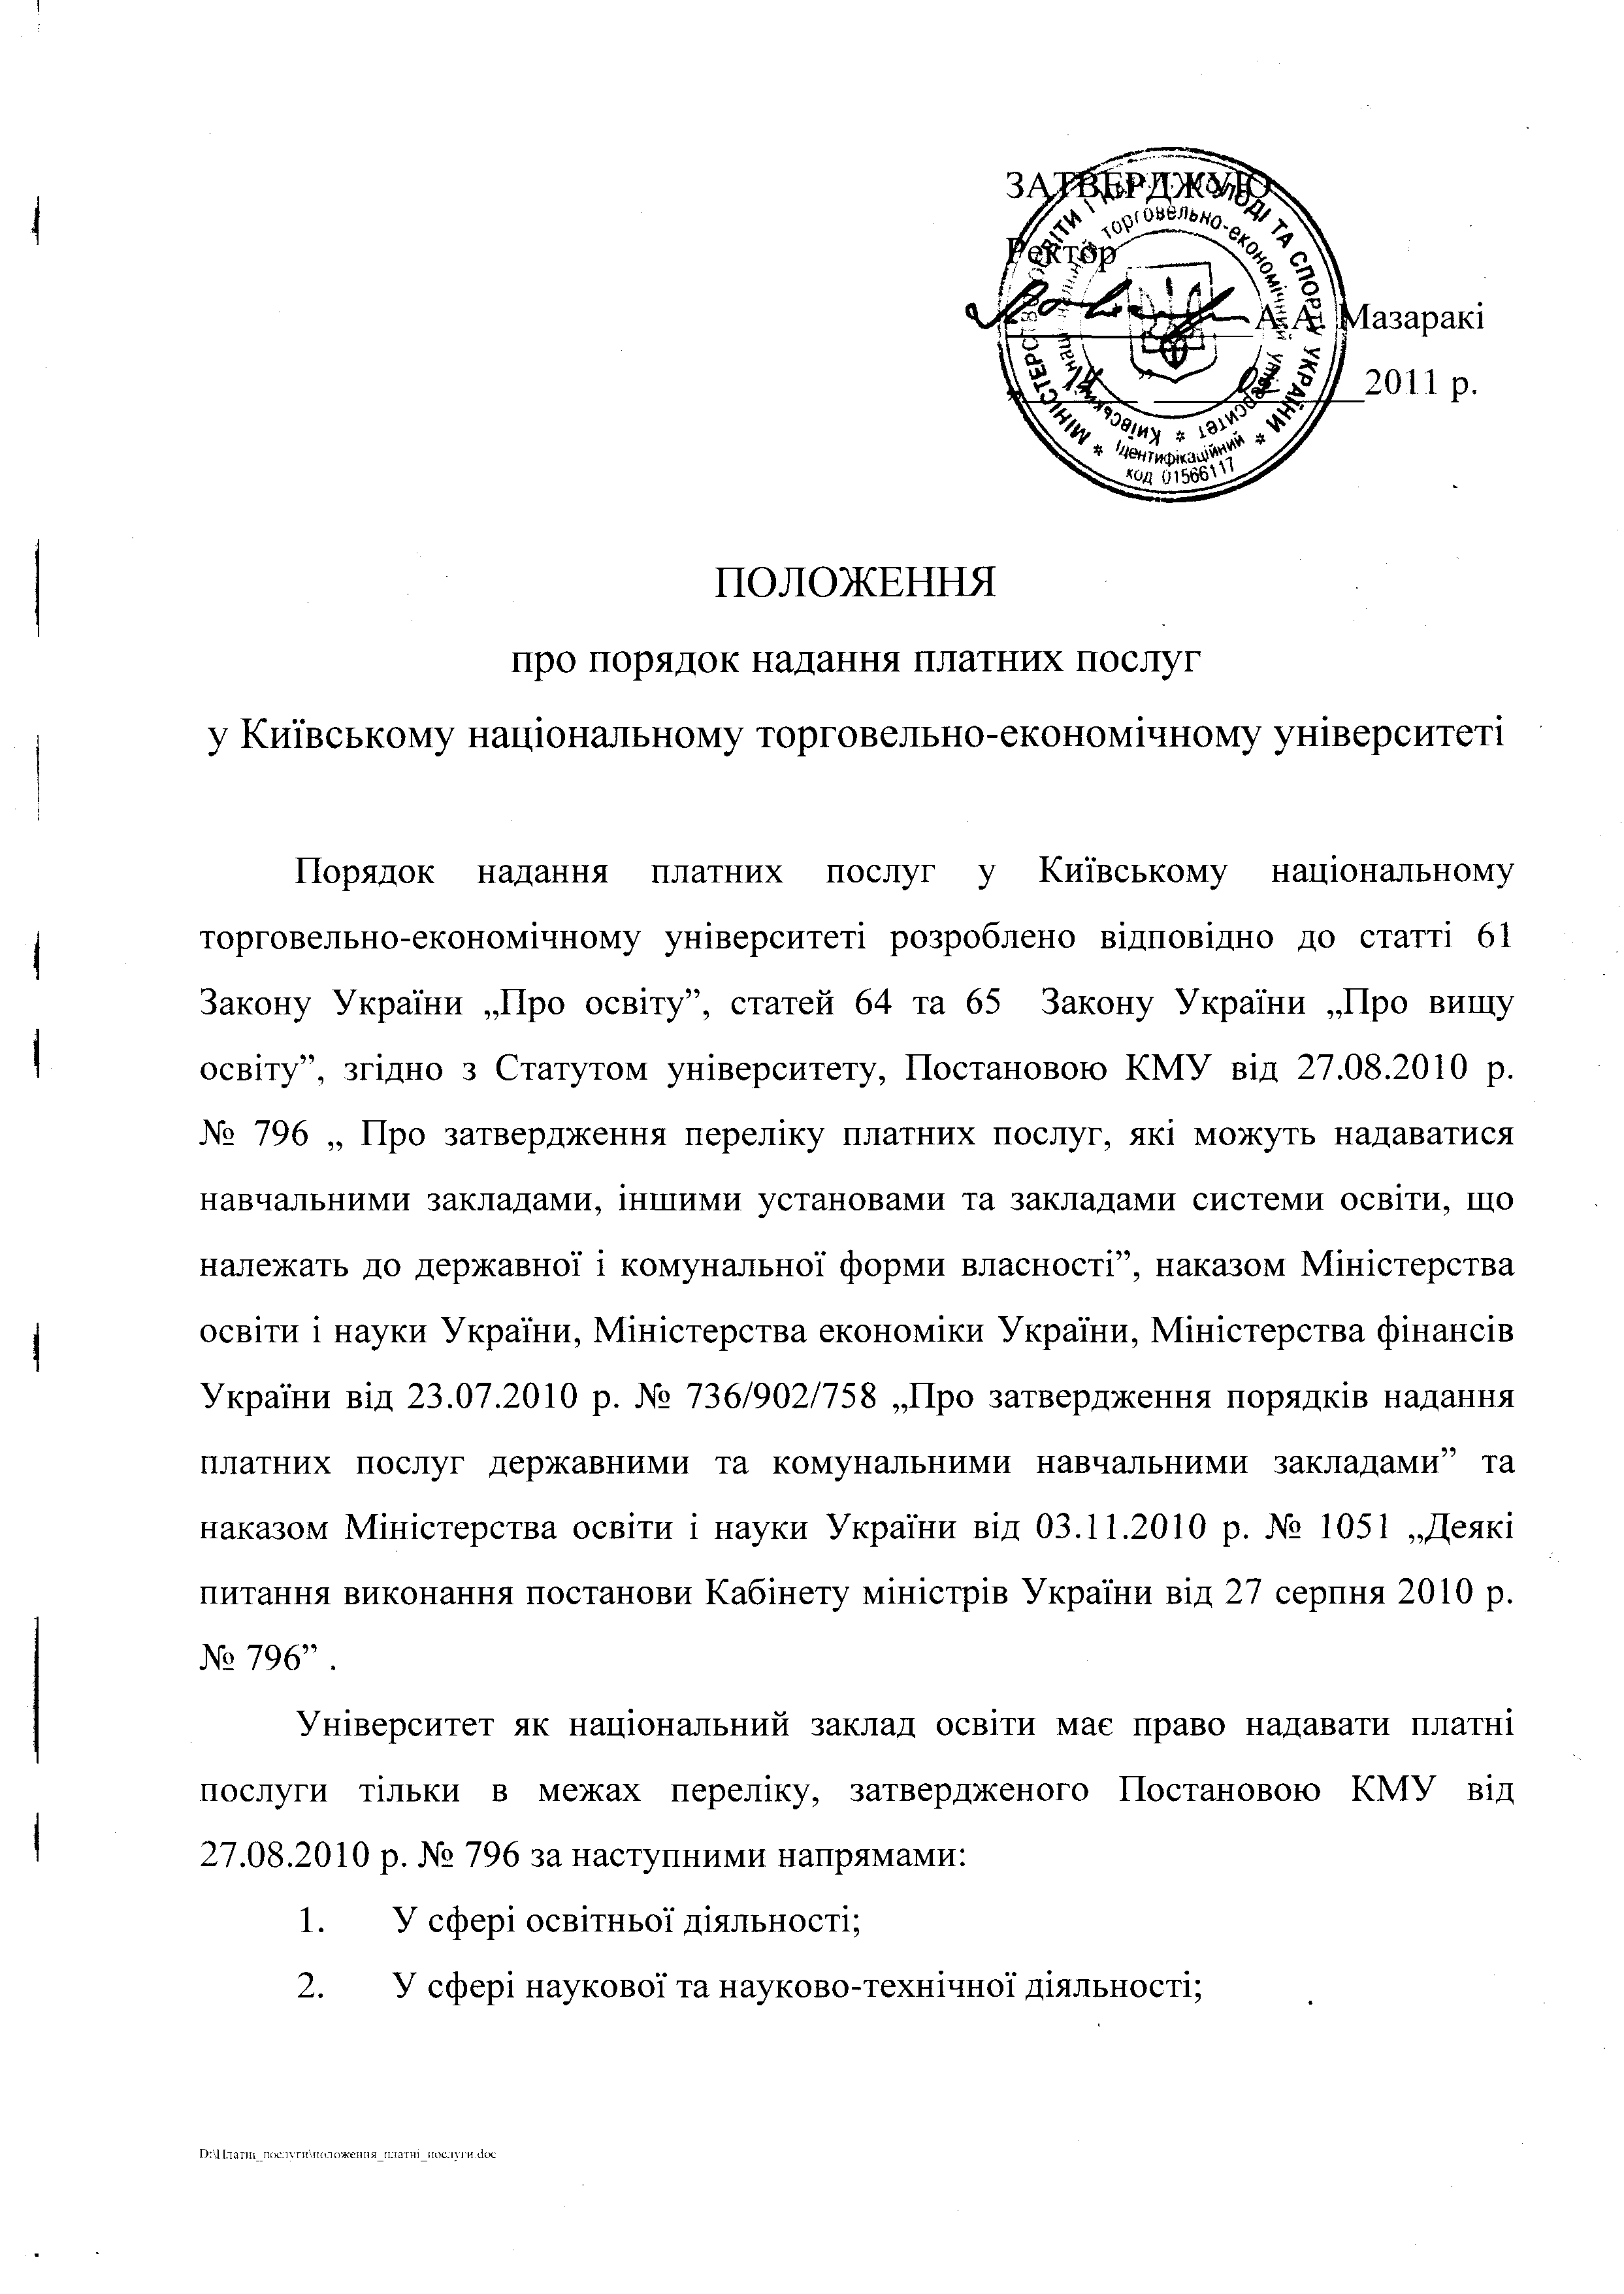 ЗАТВЕРДЖУЮ
Ректор
А.А. Мазаракі
2011 р.
МІНІСТЕРСТВО ОСВІТИ І НАУКИ, МОЛОДІ ТА СПОРТУ УКРАЇНИ
Київський національний торговельно-економічний університет
Ідентифікаційний
код 01566117
ПОЛОЖЕННЯ
про порядок надання платних послуг
у Київському національному торговельно-економічному університеті
Порядок надання платних послуг у Київському національному
торговельно-економічному університеті розроблено відповідно до статті 61
Закону України „Про освіту”, статей 64 та 65 Закону України „Про вищу
освіту”, згідно з Статутом університету, Постановою КМУ від 27.08.2010 р.
№ 796 „ Про затвердження переліку платних послуг, які можуть надаватися
навчальними закладами, іншими установами та закладами системи освіти, що
належать до державної і комунальної форми власності”, наказом Міністерства
освіти і науки України, Міністерства економіки України, Міністерства фінансів
України від 23.07.2010 р. № 736/902/758 „Про затвердження порядків надання
платних послуг державними та комунальними навчальними закладами” та
наказом Міністерства освіти і науки України від 03.11.2010 р. № 1051 „Деякі
питання виконання постанови Кабінету міністрів України від 27 серпня 2010 р.
№ 796” .
Університет як національний заклад освіти має право надавати платні
послуги тільки в межах переліку, затвердженого Постановою КМУ від
27.08.2010 р. № 796 за наступними напрямами:
1. У сфері освітньої діяльності;
2. У сфері наукової та науково-технічної діяльності;
D:\Платні_послуги\положення_платні_послуги.doc